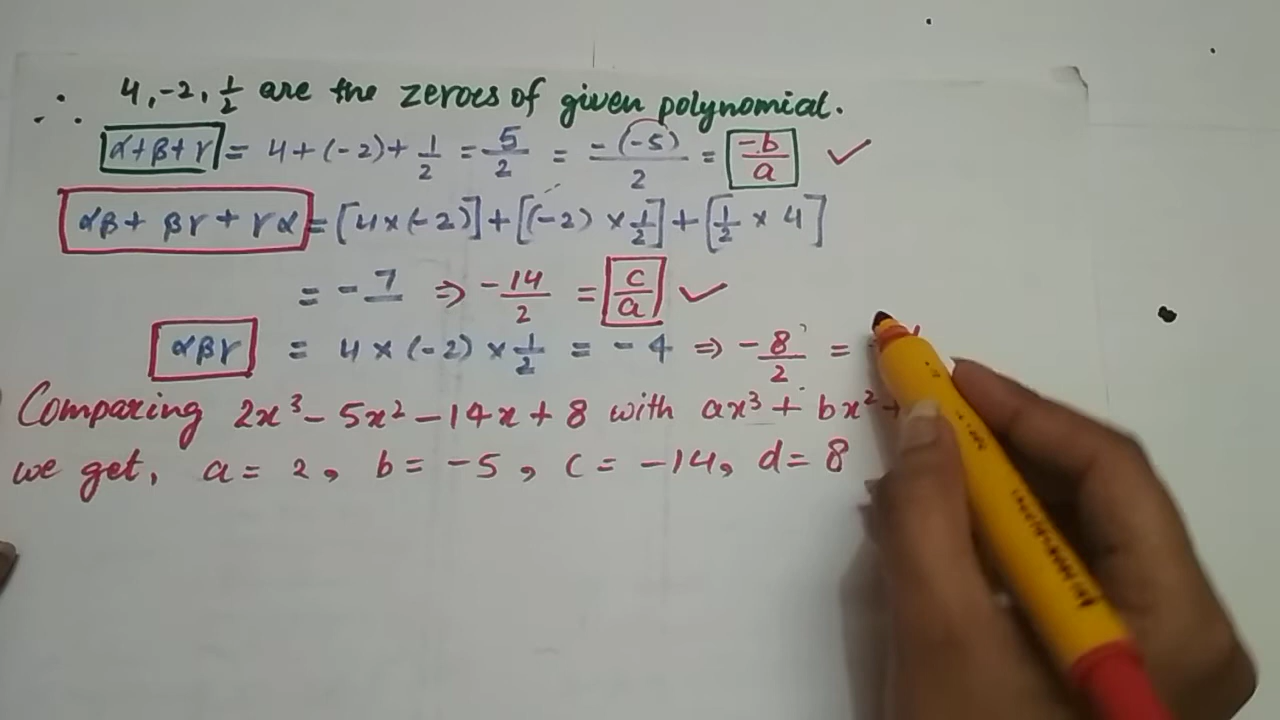 ∴ 4, -2, 1/2 are the zeroes of given polynomial.
α+β+γ = 4+(-2)+1/2 = 5/2 = -(-5)/2 = -b/a ✓
αβ + βγ + γα = [4×(-2)]+[(-2)×1/2]+[1/2 × 4]
= -7 ⇒ -14/2 = c/a ✓
αβγ = 4×(-2)×1/2 = -4 ⇒ -8/2 =
Comparing 2x³ - 5x² - 14x + 8 with ax³ + bx² +
we get, a = 2, b = -5, c = -14, d = 8